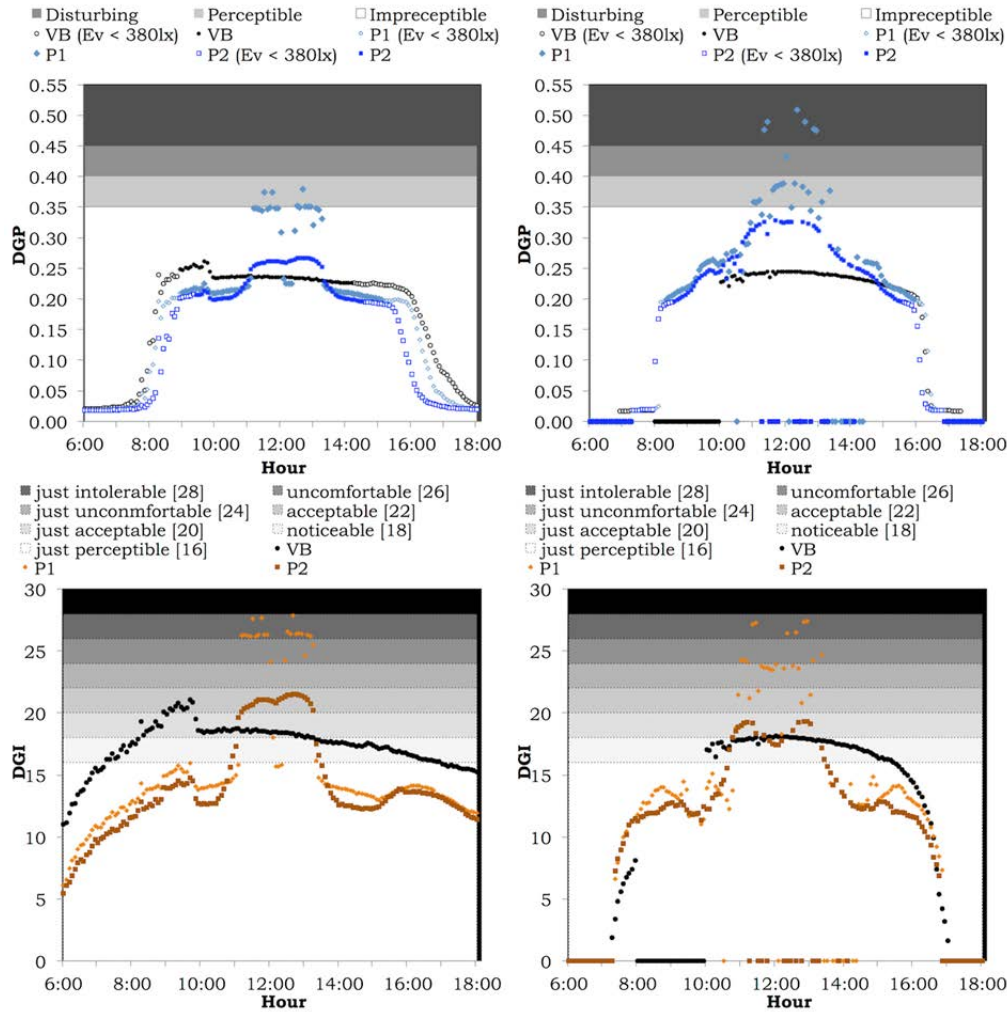 Disturbing Perceptible Impreceptible
VB (Ev < 380lx) VB P1 (Ev < 380lx)
P1 P2 (Ev < 380lx) P2
0.55
0.50
0.45
0.40
0.35
0.30
0.25
0.20
0.15
0.10
0.05
0.00
DGP
6:00 8:00 10:00 12:00 14:00 16:00 18:00
Hour
Disturbing Perceptible Impreceptible
VB (Ev < 380lx) VB P1 (Ev < 380lx)
P1 P2 (Ev < 380lx) P2
0.55
0.50
0.45
0.40
0.35
0.30
0.25
0.20
0.15
0.10
0.05
0.00
DGP
6:00 8:00 10:00 12:00 14:00 16:00 18:00
Hour
just intolerable [28] uncomfortable [26]
just unconmfortable [24] acceptable [22]
just acceptable [20] noticeable [18]
just perceptible [16] VB
P1 P2
30
25
20
15
10
5
0
DGI
6:00 8:00 10:00 12:00 14:00 16:00 18:00
Hour
just intolerable [28] uncomfortable [26]
just unconmfortable [24] acceptable [22]
just acceptable [20] noticeable [18]
just perceptible [16] VB
P1 P2
30
25
20
15
10
5
0
DGI
6:00 8:00 10:00 12:00 14:00 16:00 18:00
Hour